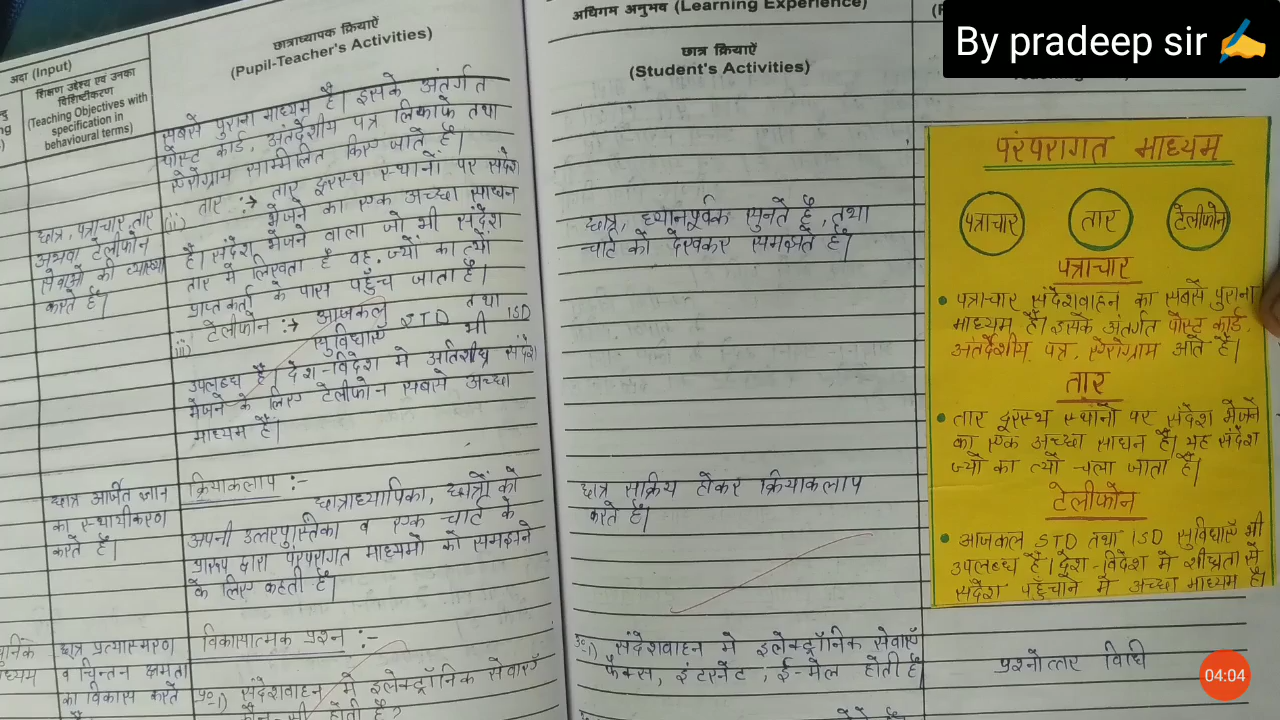 अदा (Input)
शिक्षण उद्देश्य एवं उनका
विशिष्टीकरण
(Teaching Objectives with
specification in
behavioural terms)
छात्र, पत्राचार, तार
अथवा टेलीफोन
सेवाओं की व्याख्या
करते हैं।
छात्र अर्जित ज्ञान
का स्थायीकरण
करते हैं।
छात्र प्रत्यास्मरण
व चिन्तन क्षमता
का विकास करते
छात्राध्यापक क्रियाऐं
(Pupil-Teacher's Activities)
सबसे पुराना माध्यम है। इसके अंतर्गत
पोस्ट कार्ड, अंतर्देशीय पत्र लिफाफे तथा
ऐरोग्राम सम्मिलित किए जाते हैं।
(ii) तार :→ तार दूरस्थ स्थानों पर संदेश
भेजने का एक अच्छा साधन
है। संदेश भेजने वाला जो भी संदेश
तार में लिखता है वह, ज्यों का त्यों
प्राप्तकर्ता के पास पहुँच जाता है।
iii) टेलीफोन :→ आजकल STD तथा ISD
सुविधाएँ भी
उपलब्ध हैं। देश-विदेश में अतिशीघ्र संदेश
भेजने के लिए टेलीफोन सबसे अच्छा
माध्यम है।
क्रियाकलाप :-
छात्राध्यापिका, छात्रों को
अपनी उत्तरपुस्तिका व एक चार्ट के
प्रारूप द्वारा परंपरागत माध्यमों को समझने
के लिए कहती है।
विकासात्मक प्रश्न :-
प्र०1) संदेशवाहन में इलेक्ट्रॉनिक सेवाएँ
कौन-सी होती हैं?
अधिगम अनुभव (Learning Experience)
छात्र क्रियाऐं
(Student's Activities)
छात्र, ध्यानपूर्वक सुनते हैं, तथा
चार्ट को देखकर समझते हैं।
छात्र सक्रिय होकर क्रियाकलाप
करते हैं।
उ०1) संदेशवाहन में इलेक्ट्रॉनिक सेवाएँ
फैक्स, इंटरनेट, ई-मेल होती हैं
By pradeep sir ✍️
परंपरागत माध्यम
पत्राचार
तार
टेलीफोन
पत्राचार
• पत्राचार संदेशवाहन का सबसे पुराना
माध्यम है। इसके अंतर्गत पोस्ट कार्ड,
अंतर्देशीय पत्र, ऐरोग्राम आते हैं।
तार
• तार दूरस्थ स्थानों पर संदेश भेजने
का एक अच्छा साधन है। यह संदेश
ज्यों का त्यों चला जाता है।
टेलीफोन
• आजकल STD तथा ISD सुविधाएँ भी
उपलब्ध हैं। देश-विदेश में शीघ्रता से
संदेश पहुँचाने में अच्छा माध्यम है।
प्रश्नोत्तर विधि
04:04